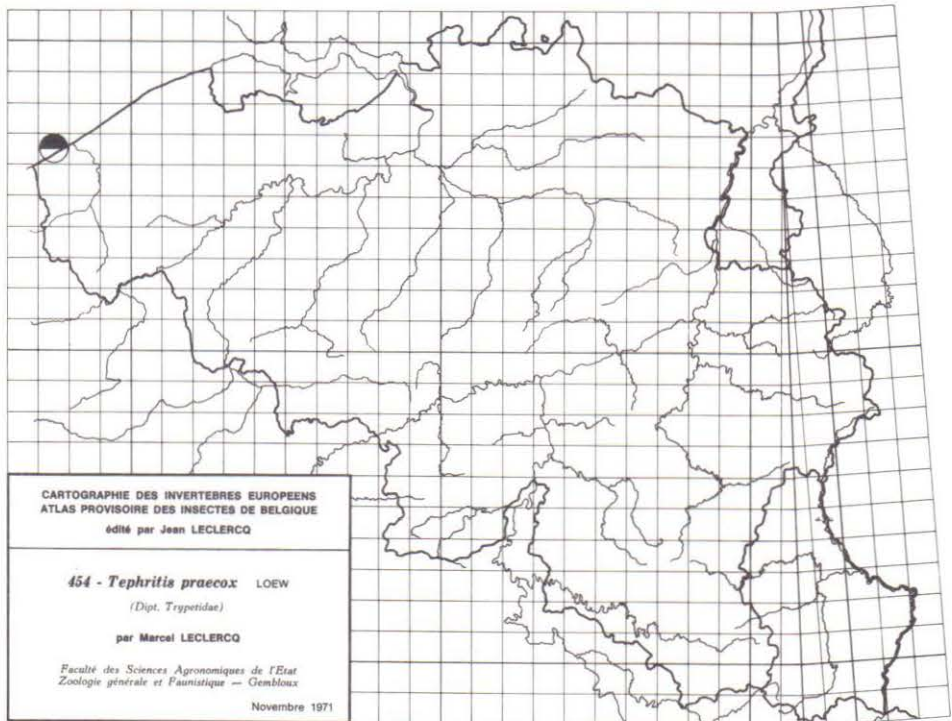 CARTOGRAPHIE DES INVERTEBRES EUROPEENS
ATLAS PROVISOIRE DES INSECTES DE BELGIQUE
édité par Jean LECLERCQ
454 - Tephritis praecox LOEW
(Dipt. Trypetidae)
par Marcel LECLERCQ
Faculté des Sciences Agronomiques de l'Etat
Zoologie générale et Faunistique — Gembloux
Novembre 1971